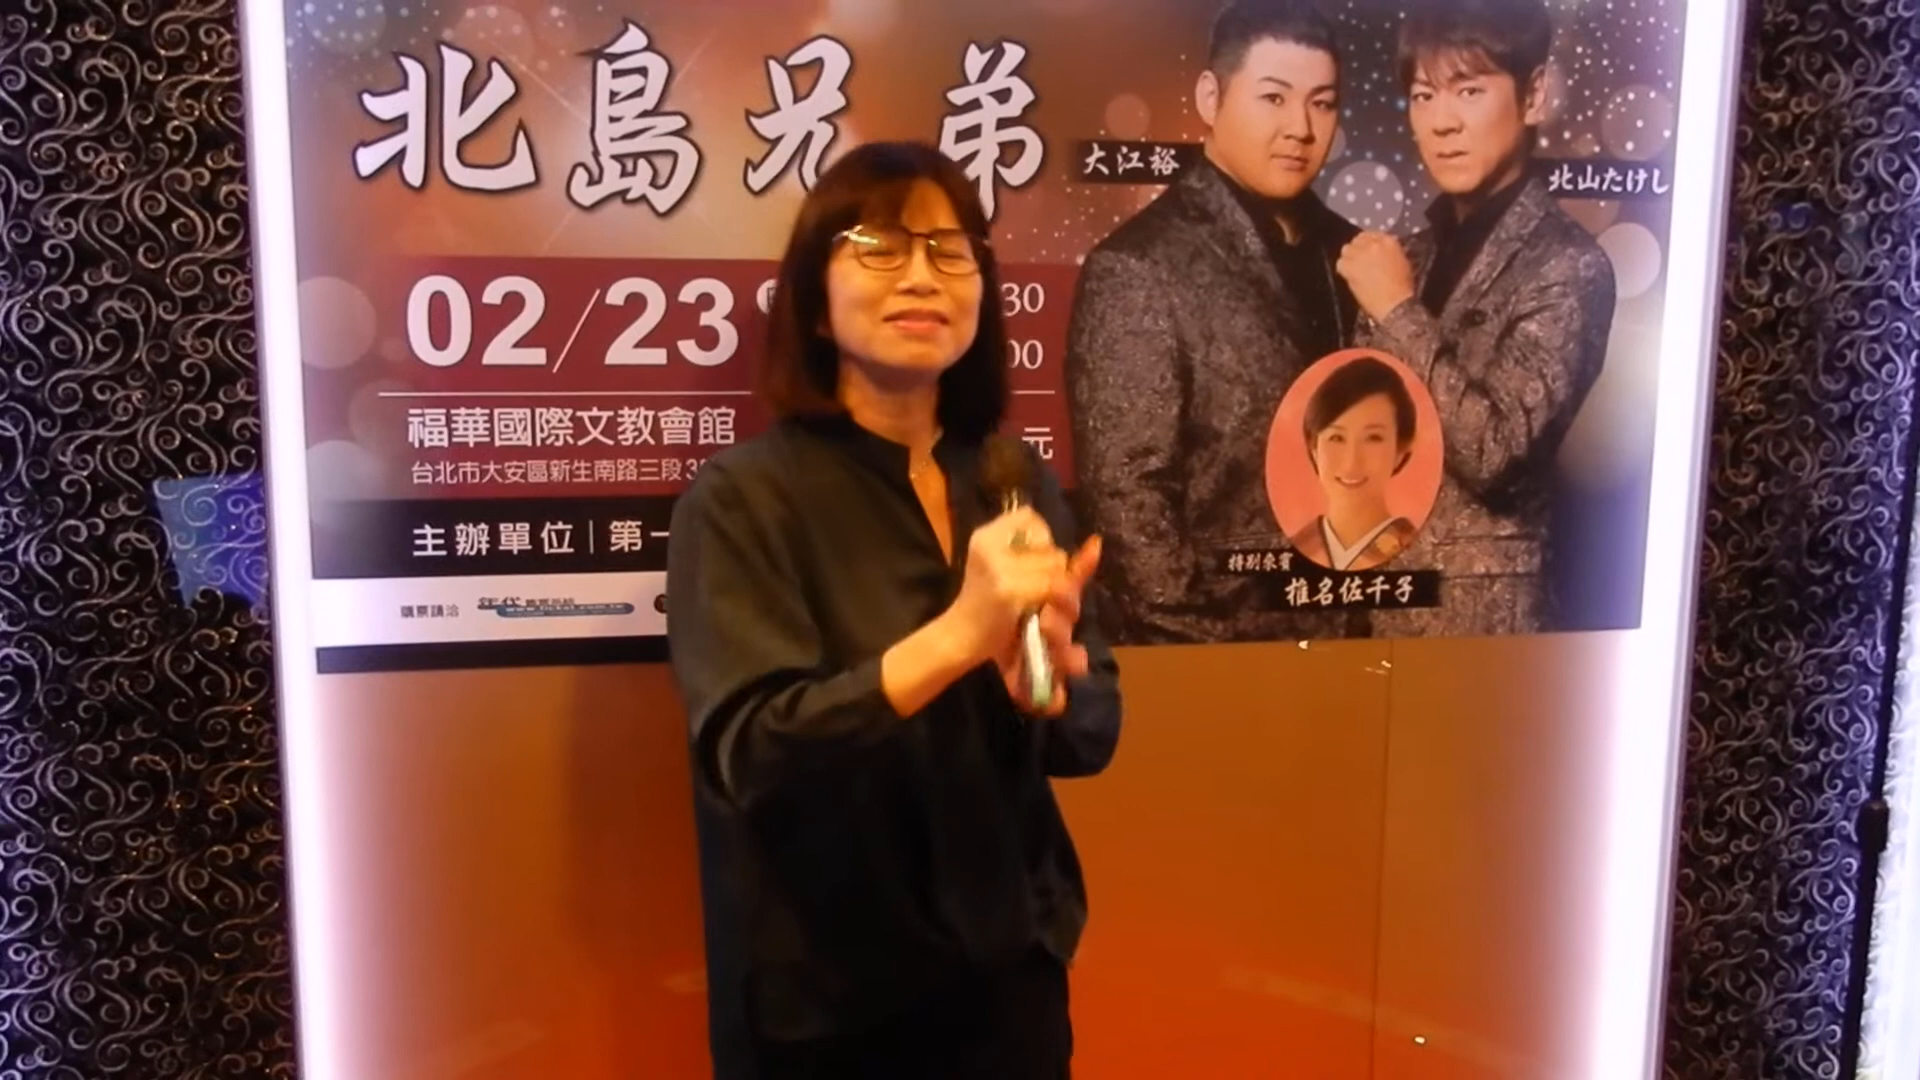 北島兄弟
大江裕
北山たけし
02/23
30
00
福華國際文教會館
元
台北市大安區新生南路三段
主辦單位｜第一
特別來賓
椎名佐千子
購票請洽
年代